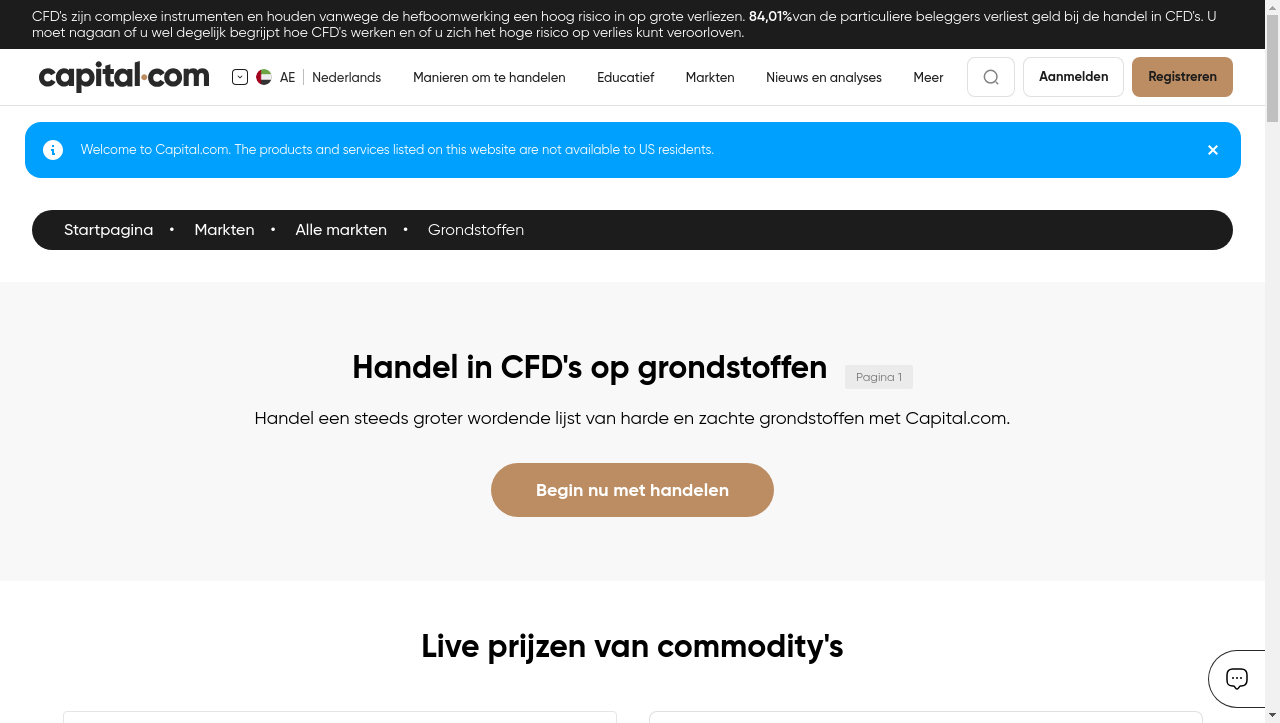 CFD's zijn complexe instrumenten en houden vanwege de hefboomwerking een hoog risico in op grote verliezen. 84,01%van de particuliere beleggers verliest geld bij de handel in CFD's. U
moet nagaan of u wel degelijk begrijpt hoe CFD's werken en of u zich het hoge risico op verlies kunt veroorloven.
capital.com AE Nederlands Manieren om te handelen Educatief Markten Nieuws en analyses Meer Aanmelden Registreren
Welcome to Capital.com. The products and services listed on this website are not available to US residents.
Startpagina • Markten • Alle markten • Grondstoffen
Handel in CFD's op grondstoffen Pagina 1
Handel een steeds groter wordende lijst van harde en zachte grondstoffen met Capital.com.
Begin nu met handelen
Live prijzen van commodity's